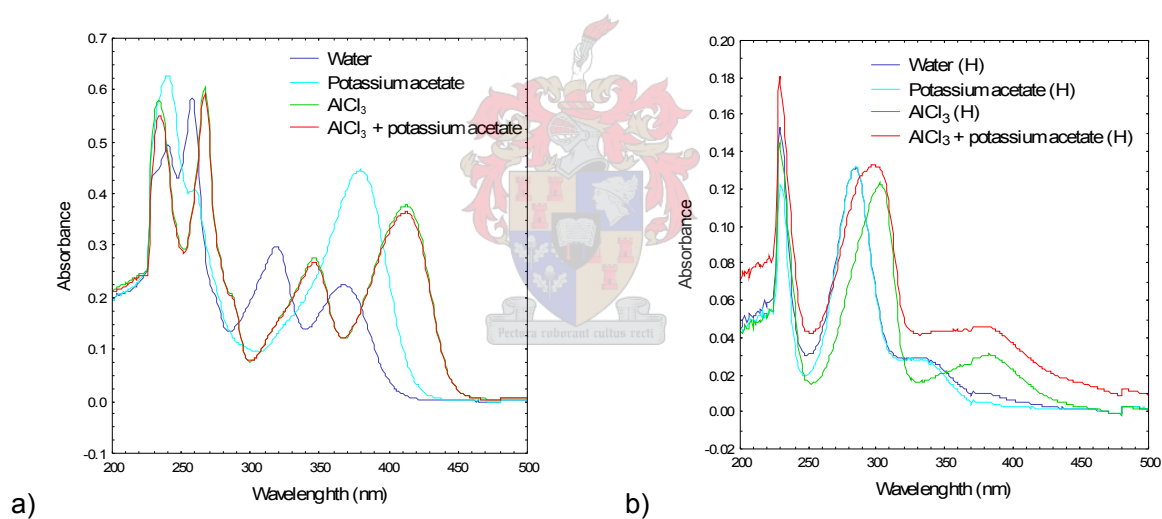 0.7
0.6
0.5
0.4
0.3
0.2
0.1
0.0
-0.1
Absorbance
Water
Potassium acetate
AlCl3
AlCl3 + potassium acetate
200 250 300 350 400 450 500
Wavelenghth (nm)
a)
Pectora roborant cultus recti
0.20
0.18
0.16
0.14
0.12
0.10
0.08
0.06
0.04
0.02
0.00
-0.02
Absorbance
Water (H)
Potassium acetate (H)
AlCl3 (H)
AlCl3 + potassium acetate (H)
200 250 300 350 400 450 500
Wavelenghth (nm)
b)